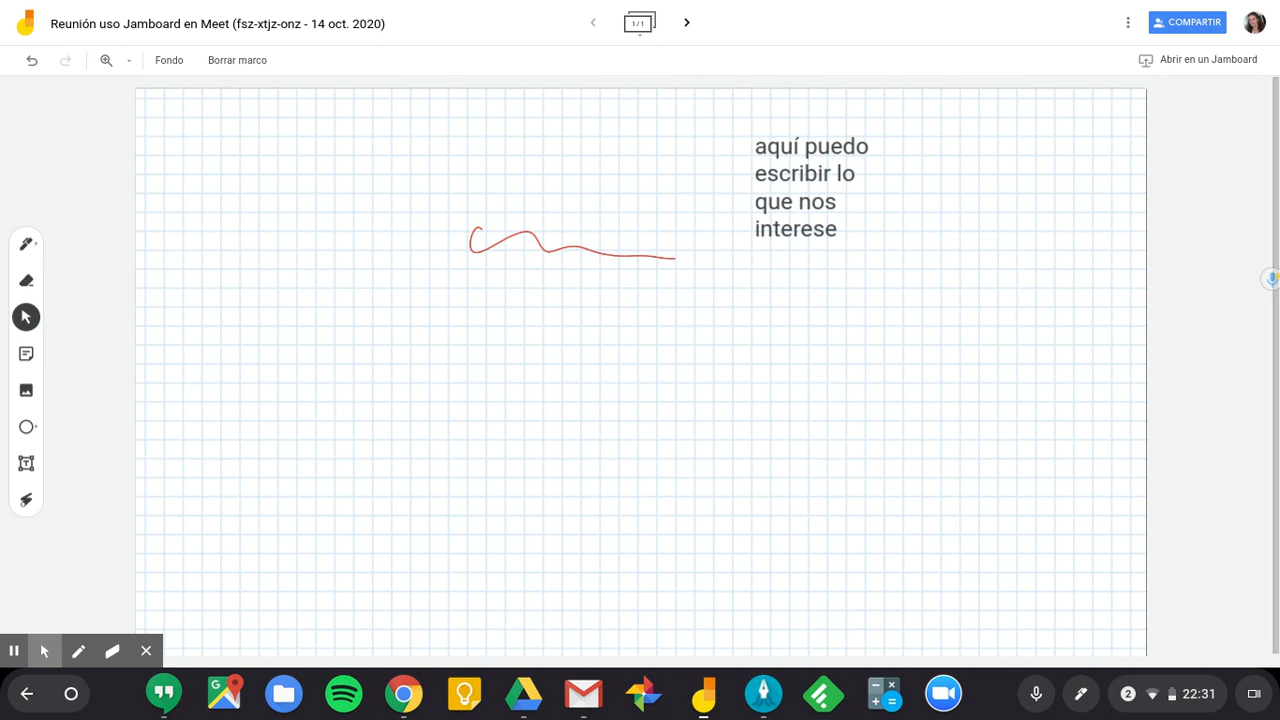 Reunión uso Jamboard en Meet (fsz-xtjz-onz - 14 oct. 2020)
1 / 1
COMPARTIR
Fondo
Borrar marco
Abrir en un Jamboard
aquí puedo
escribir lo
que nos
interese
2
22:31